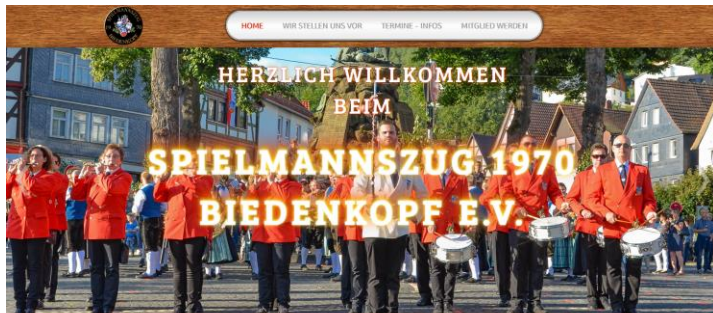 HOME WIR STELLEN UNS VOR TERMINE - INFOS MITGLIED WERDEN
HERZLICH WILLKOMMEN
BEIM
SPIELMANNSZUG 1970
BIEDENKOPF E.V.